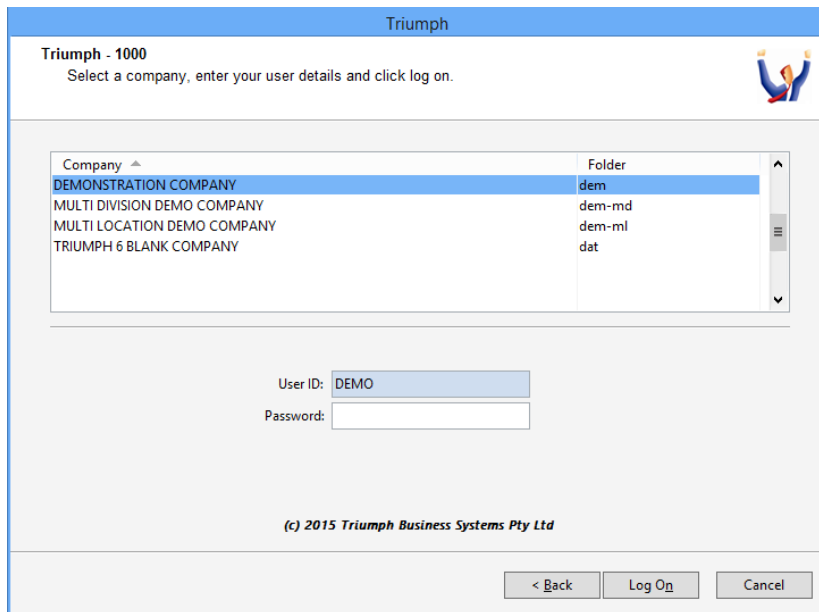 Triumph
Triumph - 1000
Select a company, enter your user details and click log on.
Company Folder
DEMONSTRATION COMPANY dem
MULTI DIVISION DEMO COMPANY dem-md
MULTI LOCATION DEMO COMPANY dem-ml
TRIUMPH 6 BLANK COMPANY dat
User ID: DEMO
Password:
(c) 2015 Triumph Business Systems Pty Ltd
< Back Log On Cancel